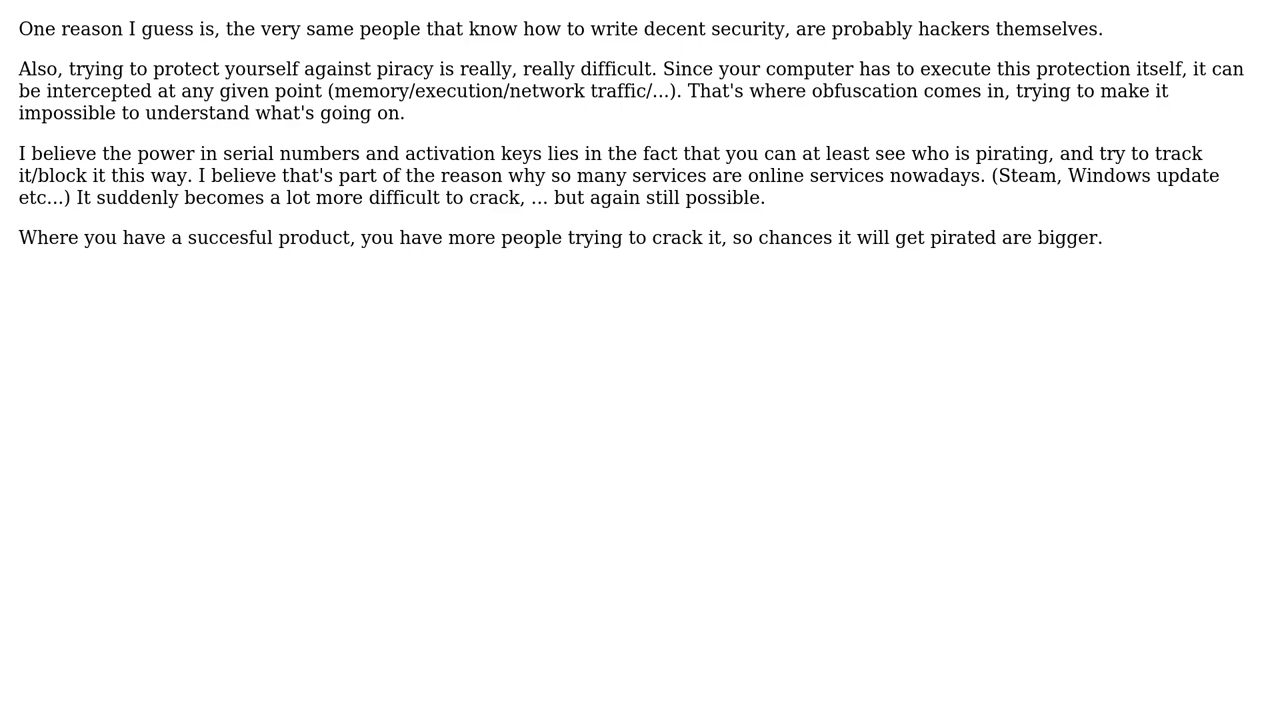 One reason I guess is, the very same people that know how to write decent security, are probably hackers themselves.
Also, trying to protect yourself against piracy is really, really difficult. Since your computer has to execute this protection itself, it can
be intercepted at any given point (memory/execution/network traffic/...). That's where obfuscation comes in, trying to make it
impossible to understand what's going on.
I believe the power in serial numbers and activation keys lies in the fact that you can at least see who is pirating, and try to track
it/block it this way. I believe that's part of the reason why so many services are online services nowadays. (Steam, Windows update
etc...) It suddenly becomes a lot more difficult to crack, ... but again still possible.
Where you have a succesful product, you have more people trying to crack it, so chances it will get pirated are bigger.